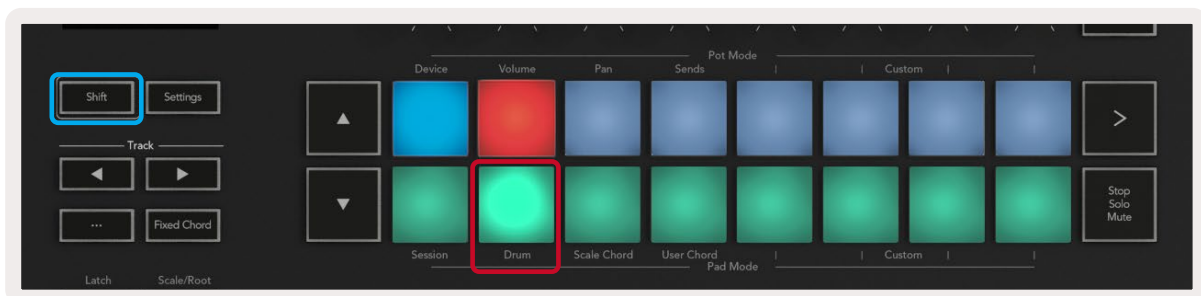 Pot Mode
Device Volume Pan Sends Custom
Shift Settings
Track
...
Fixed Chord
Stop
Solo
Mute
Session Drum Scale Chord User Chord Custom
Pad Mode
Latch Scale/Root